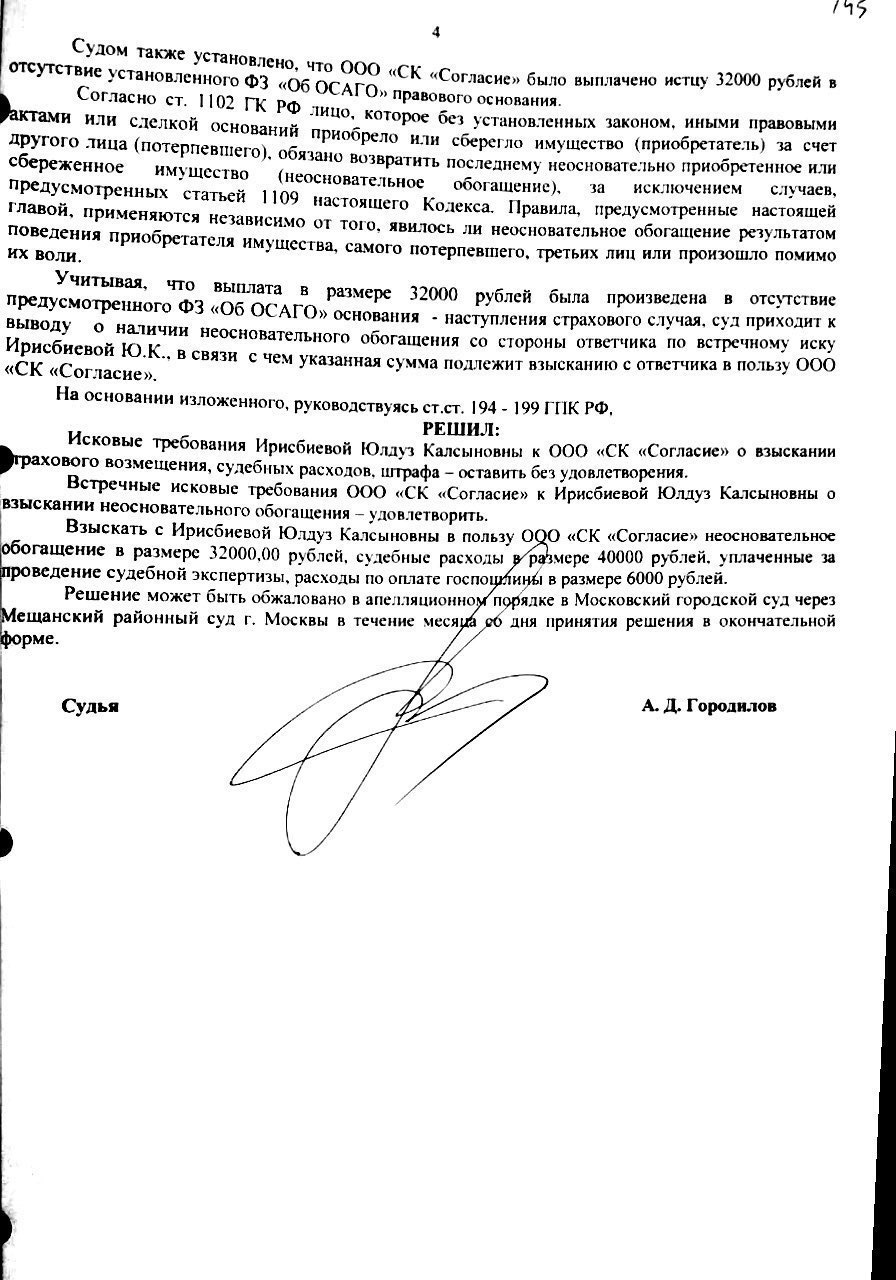 145
4
Судом также установлено, что ООО «СК «Согласие» было выплачено истцу 32000 рублей в
отсутствие установленного ФЗ «Об ОСАГО» правового основания.
Согласно ст. 1102 ГК РФ лицо, которое без установленных законом, иными правовыми
актами или сделкой оснований приобрело или сберегло имущество (приобретатель) за счет
другого лица (потерпевшего), обязано возвратить последнему неосновательно приобретенное или
сбереженное имущество (неосновательное обогащение), за исключением случаев,
предусмотренных статьей 1109 настоящего Кодекса. Правила, предусмотренные настоящей
главой, применяются независимо от того, явилось ли неосновательное обогащение результатом
поведения приобретателя имущества, самого потерпевшего, третьих лиц или произошло помимо
их воли.
Учитывая, что выплата в размере 32000 рублей была произведена в отсутствие
предусмотренного ФЗ «Об ОСАГО» основания - наступления страхового случая, суд приходит к
выводу о наличии неосновательного обогащения со стороны ответчика по встречному иску
Ирисбиевой Ю.К., в связи с чем указанная сумма подлежит взысканию с ответчика в пользу ООО
«СК «Согласие».
На основании изложенного, руководствуясь ст.ст. 194 - 199 ГПК РФ,
РЕШИЛ:
Исковые требования Ирисбиевой Юлдуз Калсыновны к ООО «СК «Согласие» о взыскании
страхового возмещения, судебных расходов, штрафа – оставить без удовлетворения.
Встречные исковые требования ООО «СК «Согласие» к Ирисбиевой Юлдуз Калсыновны о
взыскании неосновательного обогащения – удовлетворить.
Взыскать с Ирисбиевой Юлдуз Калсыновны в пользу ООО «СК «Согласие» неосновательное
обогащение в размере 32000,00 рублей, судебные расходы в размере 40000 рублей, уплаченные за
проведение судебной экспертизы, расходы по оплате госпошлины в размере 6000 рублей.
Решение может быть обжаловано в апелляционном порядке в Московский городской суд через
Мещанский районный суд г. Москвы в течение месяца со дня принятия решения в окончательной
форме.
Судья А. Д. Городилов